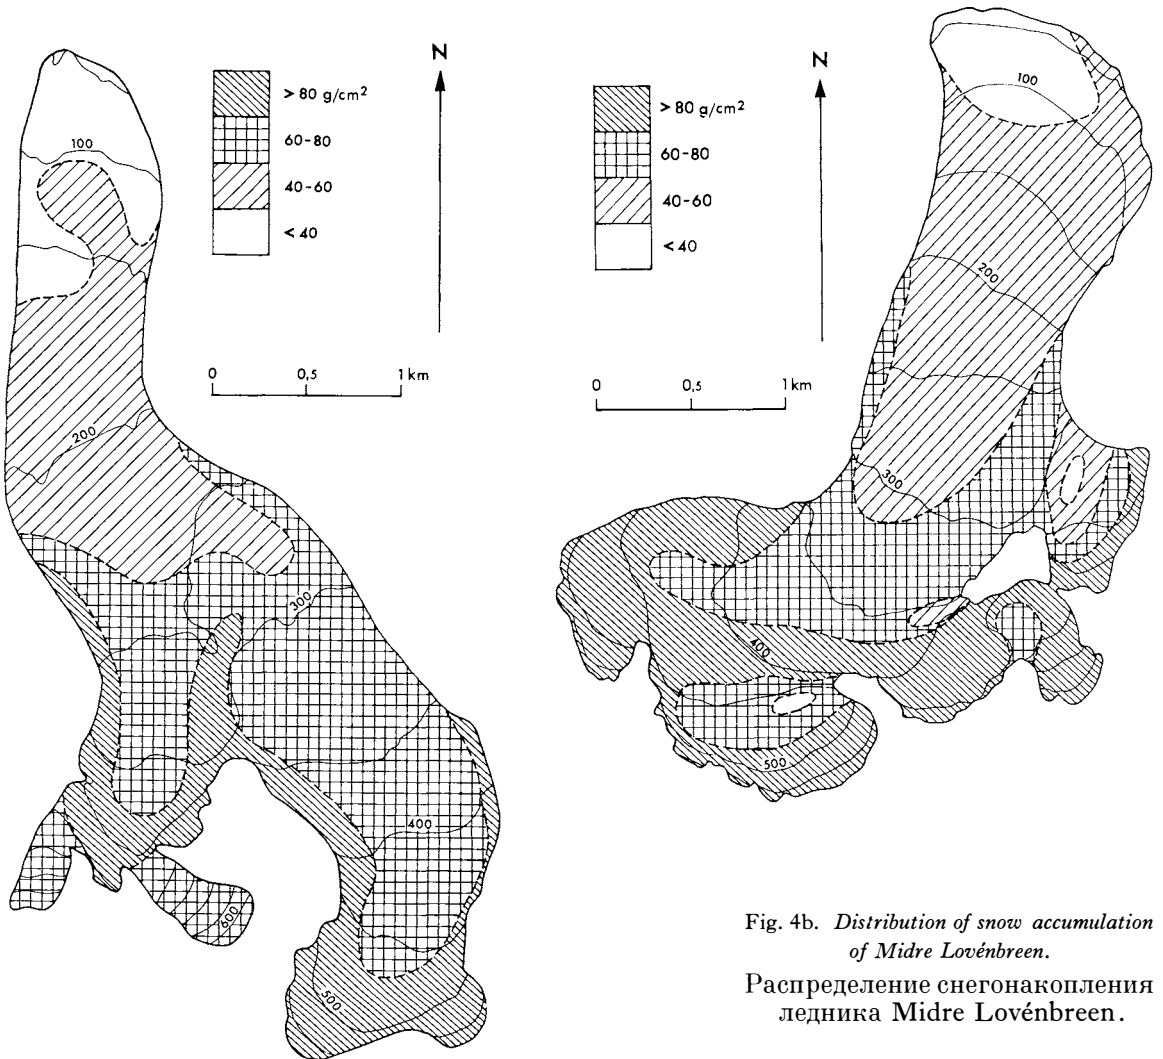 N
> 80 g/cm²
60-80
40-60
< 40
0 0,5 1 km
100
200
300
400
500
600
N
> 80 g/cm²
60-80
40-60
< 40
0 0,5 1 km
100
200
300
400
500
Fig. 4b. Distribution of snow accumulation
of Midre Lovénbreen.
Распределение снегонакопления
ледника Midre Lovénbreen.